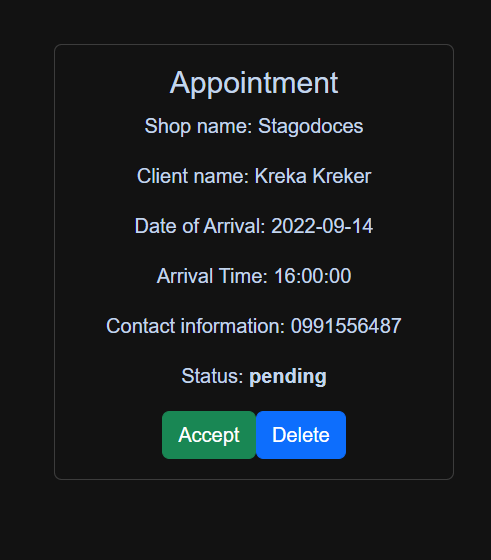 Appointment
Shop name: Stagodoces
Client name: Kreka Kreker
Date of Arrival: 2022-09-14
Arrival Time: 16:00:00
Contact information: 0991556487
Status: pending
Accept Delete